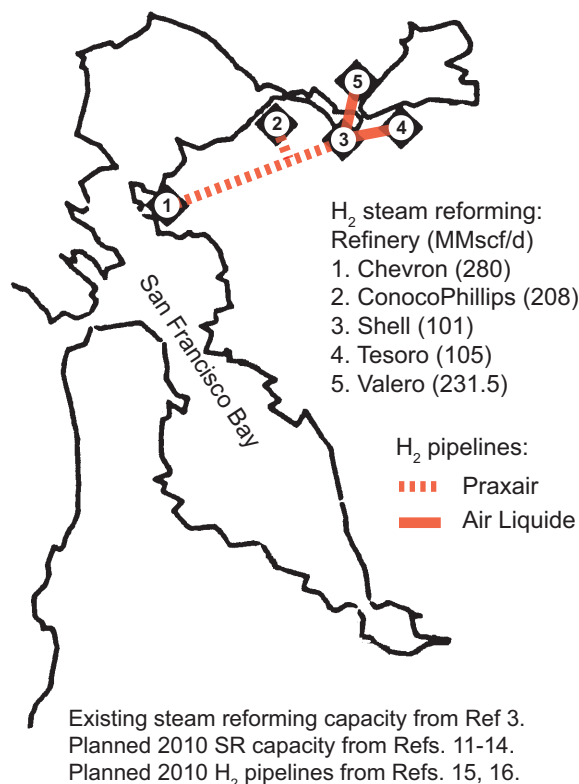 5
2
4
3
1
San Francisco Bay
H2 steam reforming:
Refinery (MMscf/d)
1. Chevron (280)
2. ConocoPhillips (208)
3. Shell (101)
4. Tesoro (105)
5. Valero (231.5)
H2 pipelines:
Praxair
Air Liquide
Existing steam reforming capacity from Ref 3.
Planned 2010 SR capacity from Refs. 11-14.
Planned 2010 H2 pipelines from Refs. 15, 16.